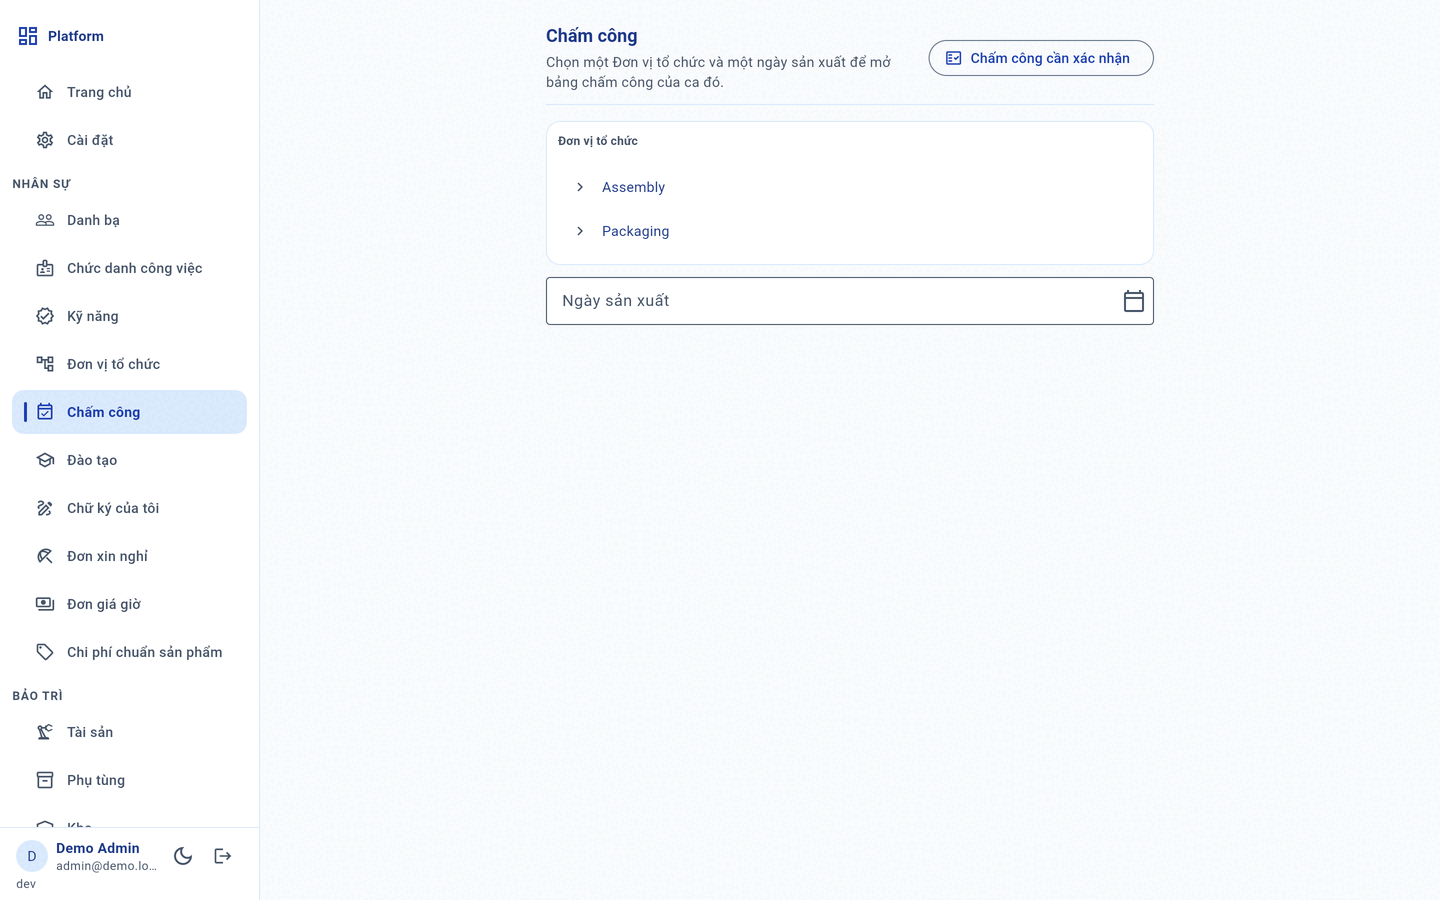 Platform
Trang chủ
Cài đặt
NHÂN SỰ
Danh bạ
Chức danh công việc
Kỹ năng
Đơn vị tổ chức
Chấm công
Đào tạo
Chữ ký của tôi
Đơn xin nghỉ
Đơn giá giờ
Chi phí chuẩn sản phẩm
BẢO TRÌ
Tài sản
Phụ tùng
Kho
D
Demo Admin
admin@demo.lo...
dev
Chấm công
Chọn một Đơn vị tổ chức và một ngày sản xuất để mở
bảng chấm công của ca đó.
Chấm công cần xác nhận
Đơn vị tổ chức
Assembly
Packaging
Ngày sản xuất